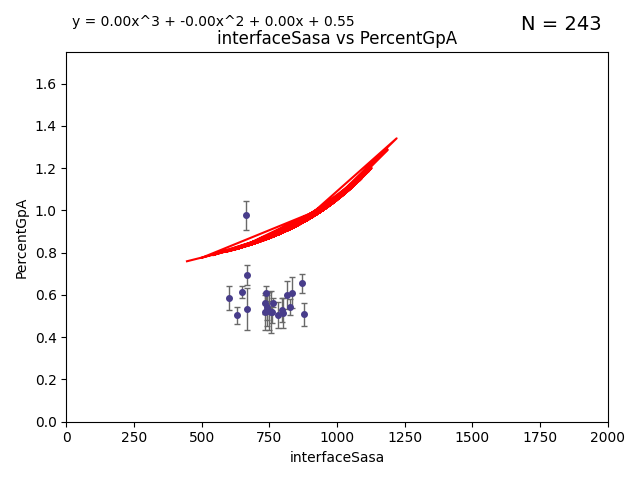 y = 0.00x^3 + -0.00x^2 + 0.00x + 0.55
N = 243
interfaceSasa vs PercentGpA
PercentGpA
1.6
1.4
1.2
1.0
0.8
0.6
0.4
0.2
0.0
0 250 500 750 1000 1250 1500 1750 2000
interfaceSasa